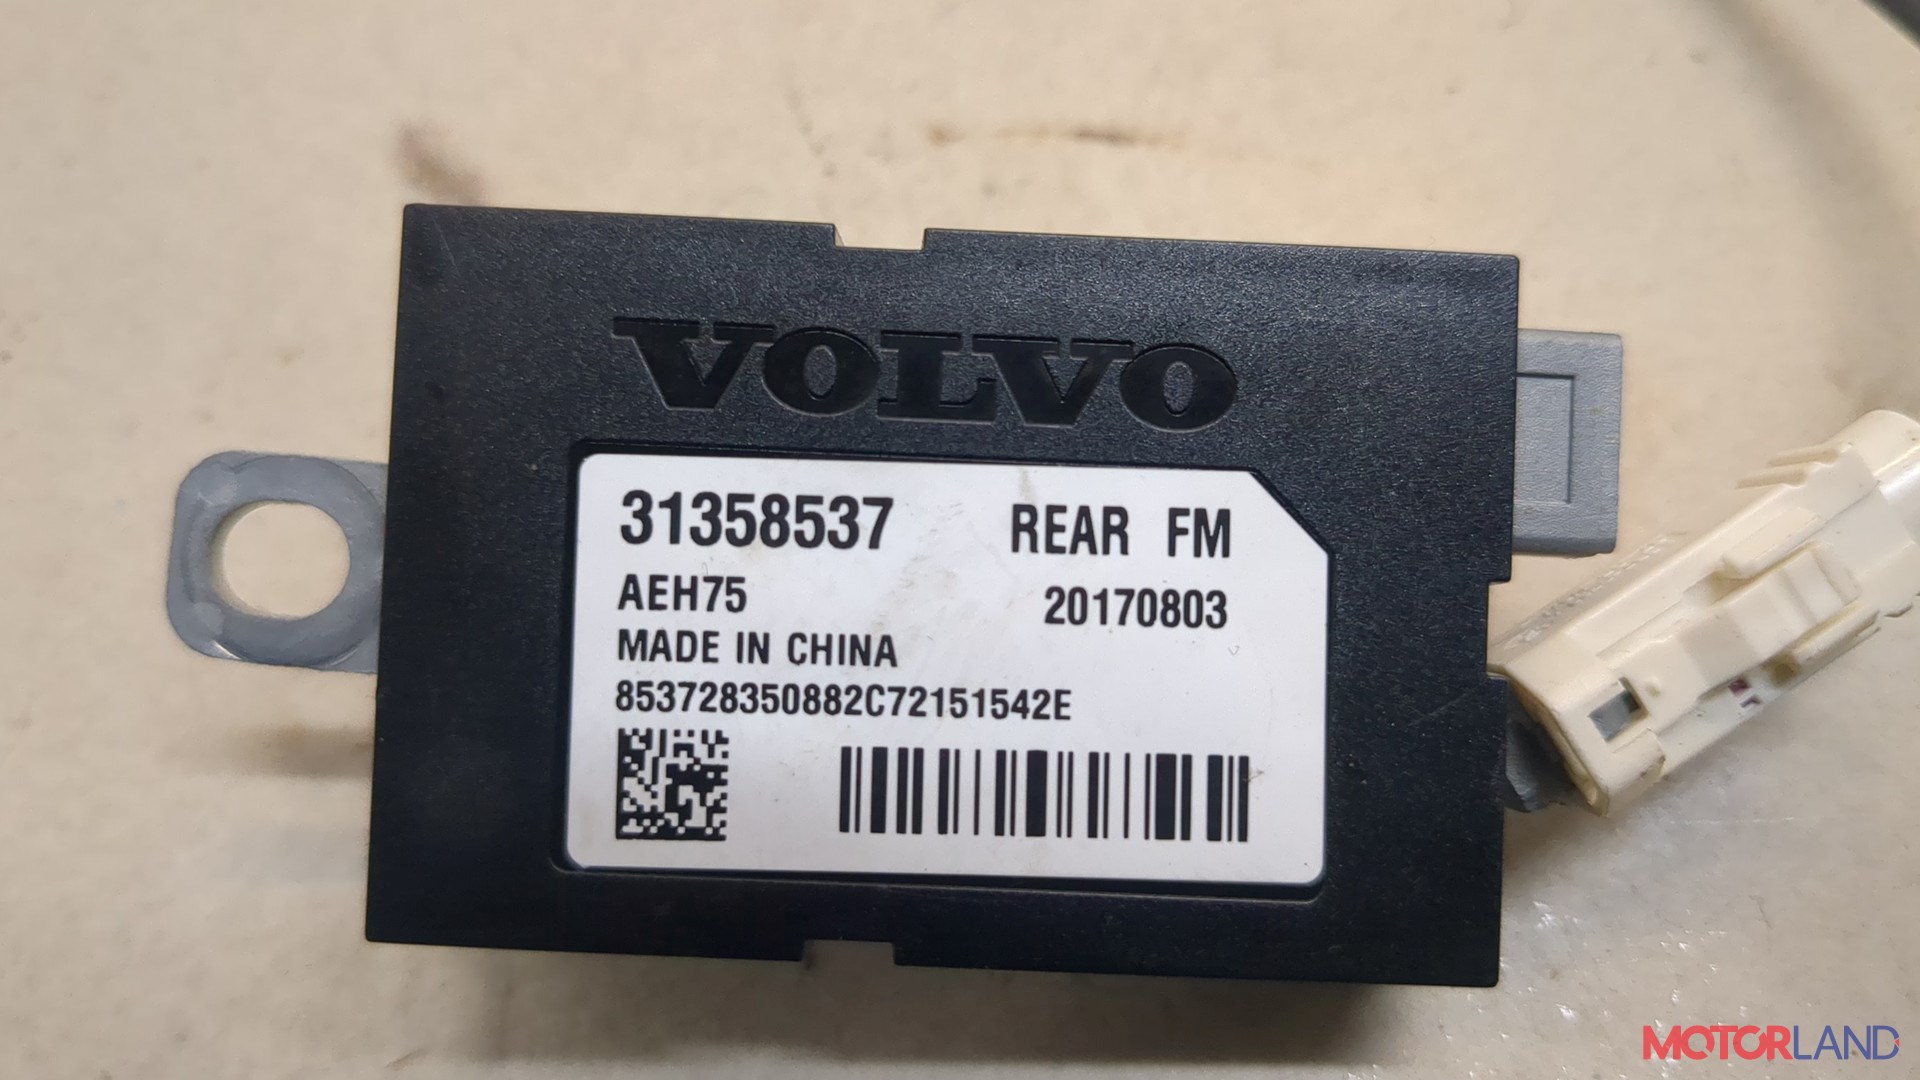 VOLVO
31358537 REAR FM
AEH75 20170803
MADE IN CHINA
853728350882C72151542E
MOTORLAND